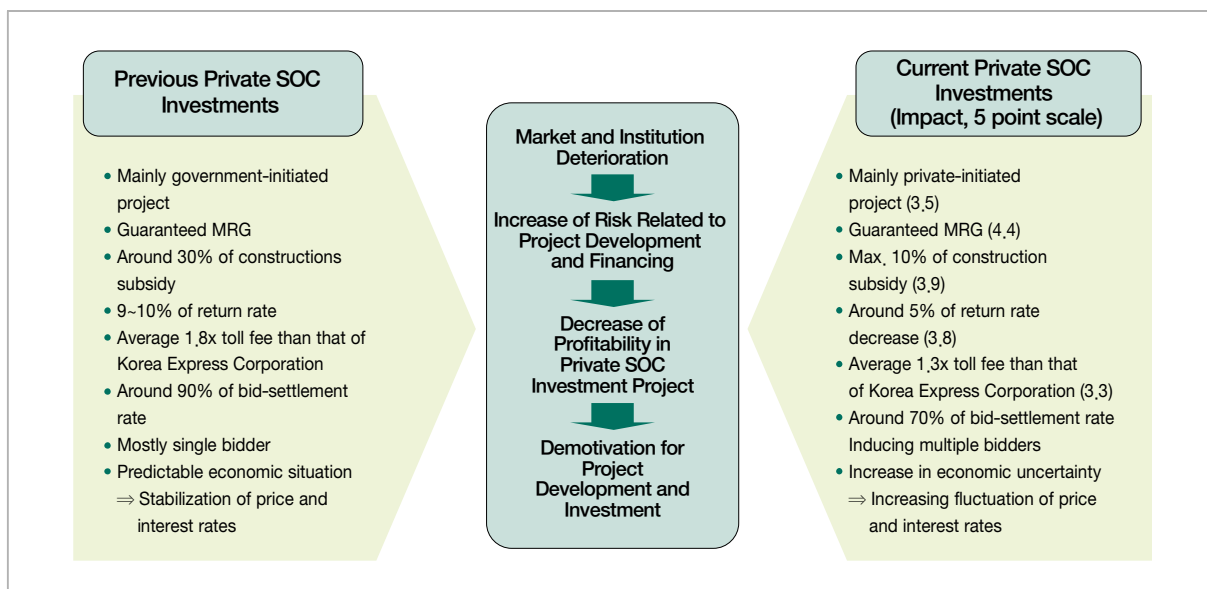 Previous Private SOC
Investments
• Mainly government-initiated
project
• Guaranteed MRG
• Around 30% of constructions
subsidy
• 9~10% of return rate
• Average 1.8x toll fee than that of
Korea Express Corporation
• Around 90% of bid-settlement
rate
• Mostly single bidder
• Predictable economic situation
⇒ Stabilization of price and
interest rates
Market and Institution
Deterioration
Increase of Risk Related to
Project Development
and Financing
Decrease of
Profitability in
Private SOC
Investment Project
Demotivation for
Project
Development and
Investment
Current Private SOC
Investments
(Impact, 5 point scale)
• Mainly private-initiated
project (3.5)
• Guaranteed MRG (4.4)
• Max. 10% of construction
subsidy (3.9)
• Around 5% of return rate
decrease (3.8)
• Average 1.3x toll fee than that
of Korea Express Corporation (3.3)
• Around 70% of bid-settlement rate
Inducing multiple bidders
• Increase in economic uncertainty
⇒ Increasing fluctuation of price
and interest rates